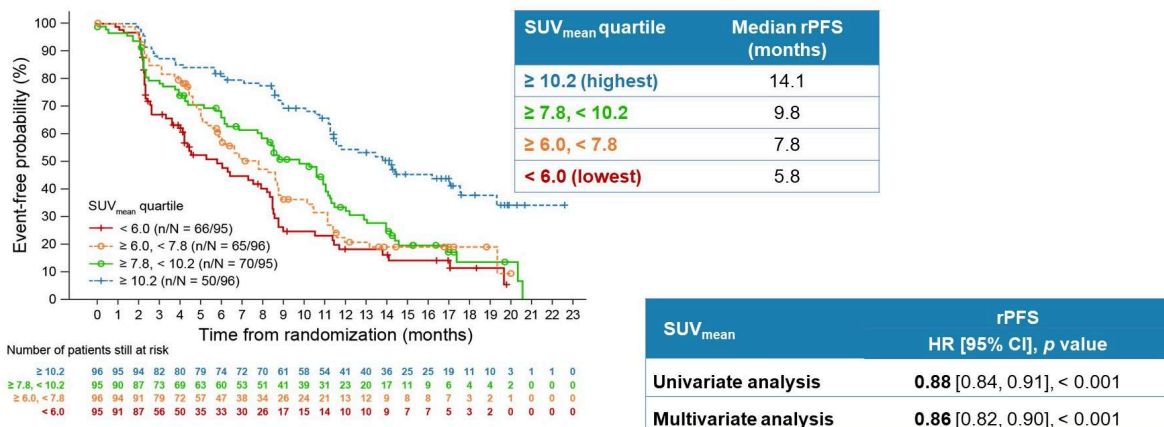 Event-free probability (%)
100
90
80
70
60
50
40
30
20
10
0
SUVmean quartile
< 6.0 (n/N = 66/95)
≥ 6.0, < 7.8 (n/N = 65/96)
≥ 7.8, < 10.2 (n/N = 70/95)
≥ 10.2 (n/N = 50/96)
0 1 2 3 4 5 6 7 8 9 10 11 12 13 14 15 16 17 18 19 20 21 22 23
Time from randomization (months)
Number of patients still at risk
≥ 10.2 96 95 94 82 80 79 74 72 70 61 58 54 41 40 36 25 25 19 11 10 3 1 1 0
≥ 7.8, < 10.2 95 90 87 73 69 63 60 53 51 41 39 31 23 20 17 11 9 6 4 4 2 0 0 0
≥ 6.0, < 7.8 96 94 91 79 72 57 47 38 34 26 24 21 13 12 9 8 8 7 3 2 1 0 0 0
< 6.0 95 91 87 56 50 35 33 30 26 17 15 14 10 10 9 7 7 5 3 2 0 0 0 0
SUVmean quartile Median rPFS (months)
≥ 10.2 (highest) 14.1
≥ 7.8, < 10.2 9.8
≥ 6.0, < 7.8 7.8
< 6.0 (lowest) 5.8
SUVmean rPFS
HR [95% CI], p value
Univariate analysis 0.88 [0.84, 0.91], < 0.001
Multivariate analysis 0.86 [0.82, 0.90], < 0.001